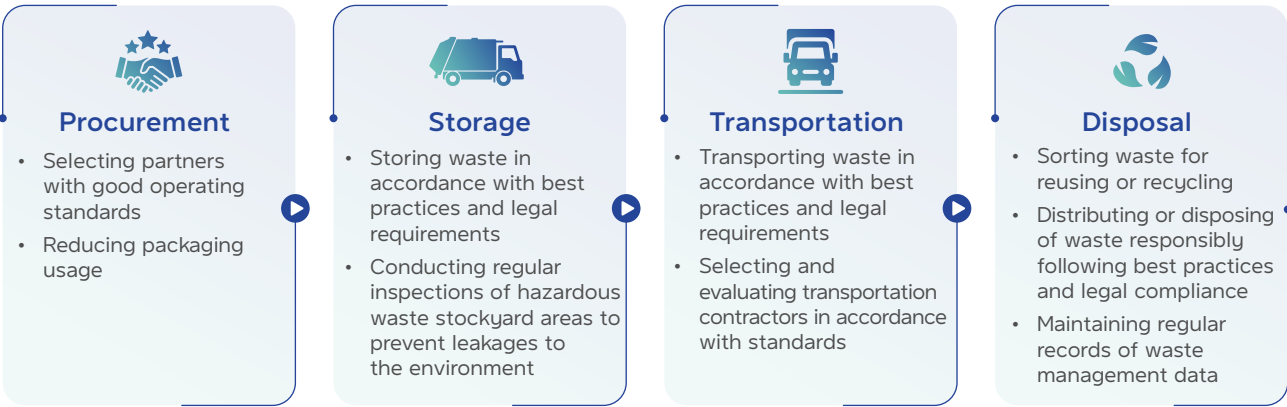 Procurement
• Selecting partners
with good operating
standards
• Reducing packaging
usage
Storage
• Storing waste in
accordance with best
practices and legal
requirements
• Conducting regular
inspections of hazardous
waste stockyard areas to
prevent leakages to
the environment
Transportation
• Transporting waste in
accordance with best
practices and legal
requirements
• Selecting and
evaluating transportation
contractors in accordance
with standards
Disposal
• Sorting waste for
reusing or recycling
• Distributing or disposing
of waste responsibly
following best practices
and legal compliance
• Maintaining regular
records of waste
management data